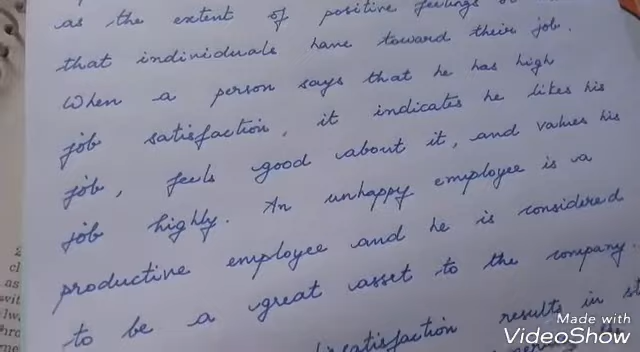 as the extent of positive feelings
that individuals have toward their job.
When a person says that he has high
job satisfaction, it indicates he likes his
job, feels good about it, and values his
job highly. An unhappy employee is a
productive employee and he is considered
to be a great asset to the company.
results in
the
Made with
VideoShow